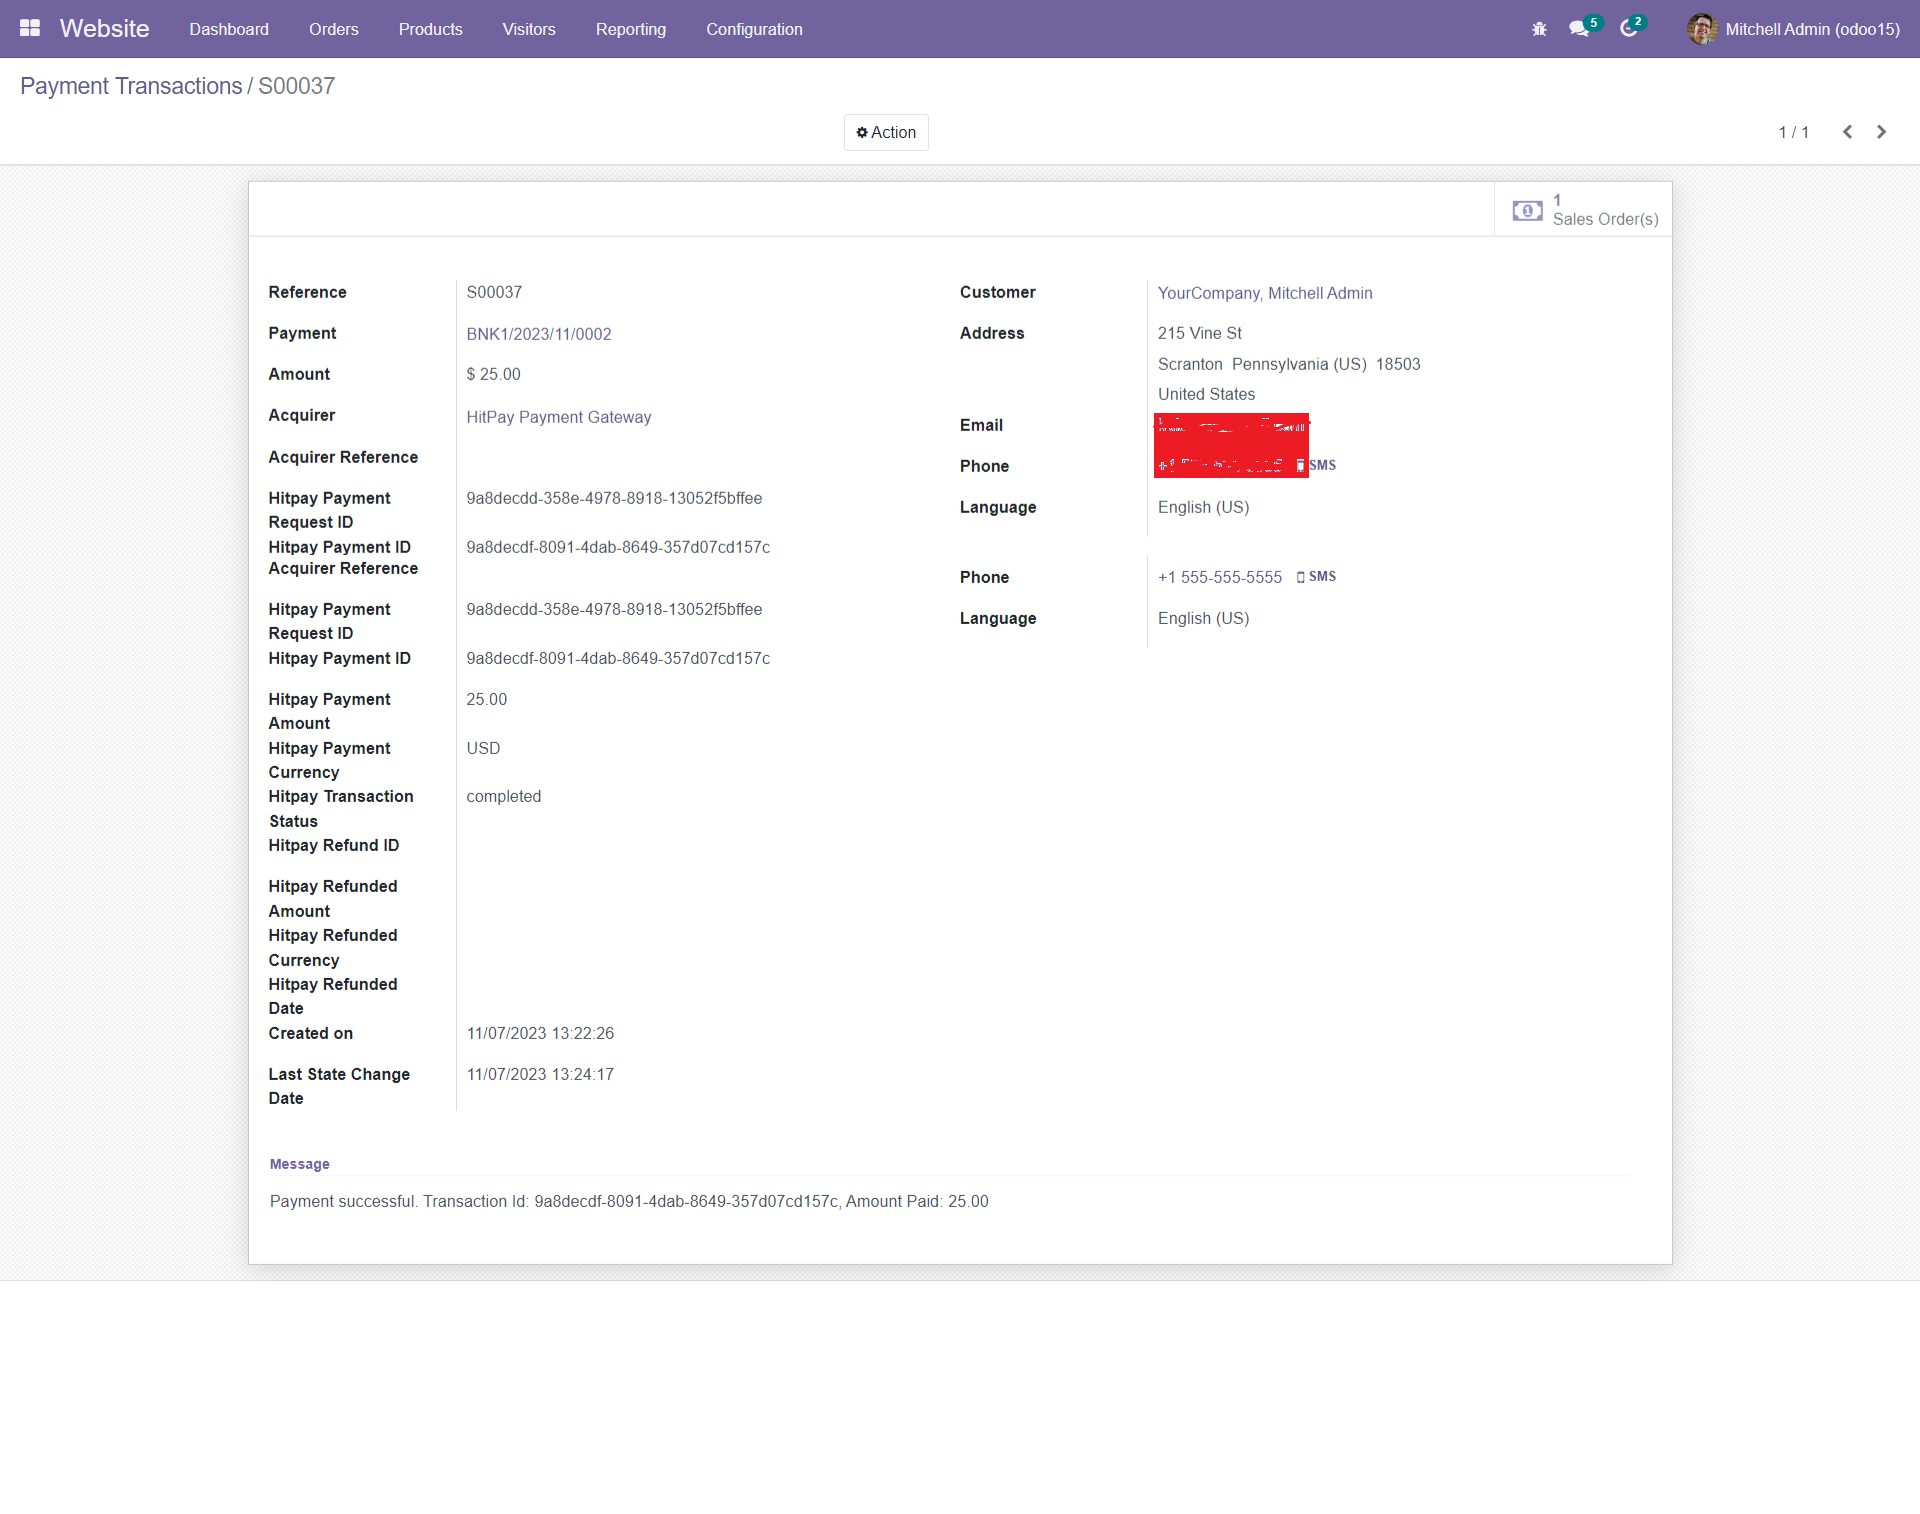 Website Dashboard Orders Products Visitors Reporting Configuration 5 2 Mitchell Admin (odoo15)
Payment Transactions / S00037
Action 1 / 1
1
Sales Order(s)
Reference S00037
Payment BNK1/2023/11/0002
Amount $ 25.00
Acquirer HitPay Payment Gateway
Acquirer Reference
Hitpay Payment 9a8decdd-358e-4978-8918-13052f5bffee
Request ID
Hitpay Payment ID 9a8decdf-8091-4dab-8649-357d07cd157c
Acquirer Reference
Hitpay Payment 9a8decdd-358e-4978-8918-13052f5bffee
Request ID
Hitpay Payment ID 9a8decdf-8091-4dab-8649-357d07cd157c
Hitpay Payment 25.00
Amount
Hitpay Payment USD
Currency
Hitpay Transaction completed
Status
Hitpay Refund ID
Hitpay Refunded
Amount
Hitpay Refunded
Currency
Hitpay Refunded
Date
Created on 11/07/2023 13:22:26
Last State Change 11/07/2023 13:24:17
Date
Customer YourCompany, Mitchell Admin
Address 215 Vine St
Scranton Pennsylvania (US) 18503
United States
Email
Phone SMS
Language English (US)
Phone +1 555-555-5555 SMS
Language English (US)
Message
Payment successful. Transaction Id: 9a8decdf-8091-4dab-8649-357d07cd157c, Amount Paid: 25.00